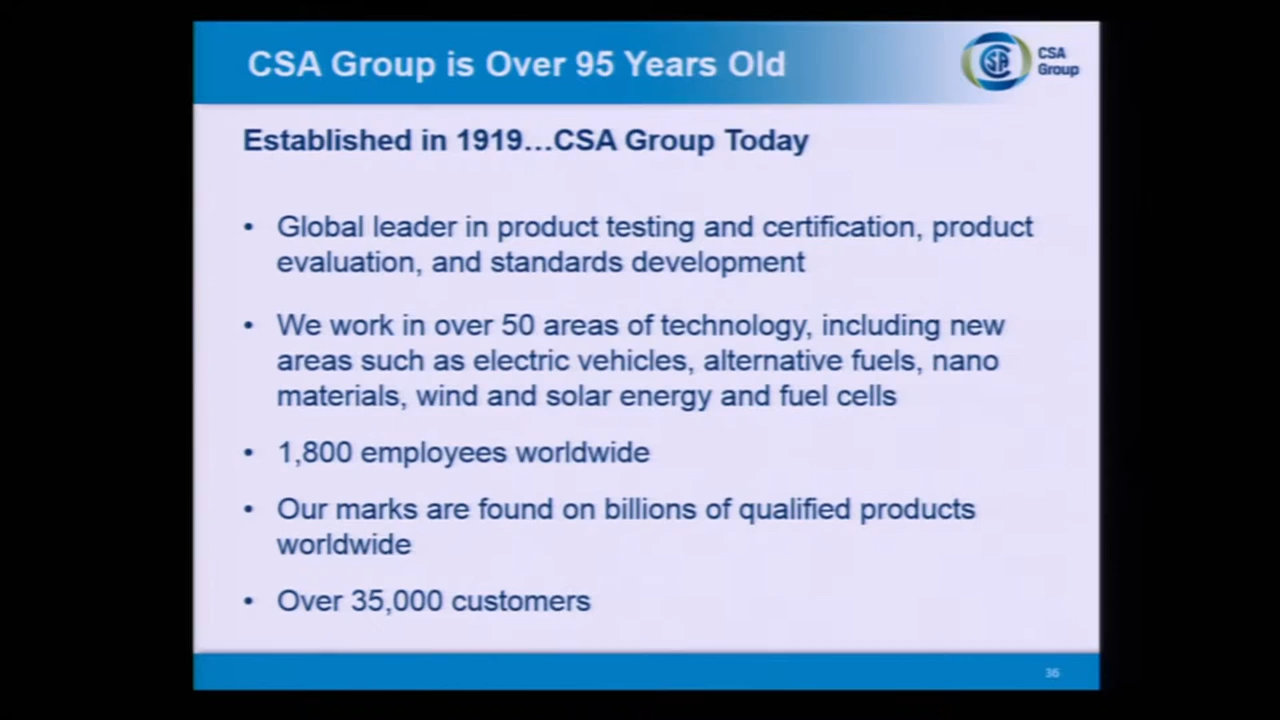 CSA Group is Over 95 Years Old
CSA
Group
Established in 1919...CSA Group Today
• Global leader in product testing and certification, product
evaluation, and standards development
• We work in over 50 areas of technology, including new
areas such as electric vehicles, alternative fuels, nano
materials, wind and solar energy and fuel cells
• 1,800 employees worldwide
• Our marks are found on billions of qualified products
worldwide
• Over 35,000 customers
36